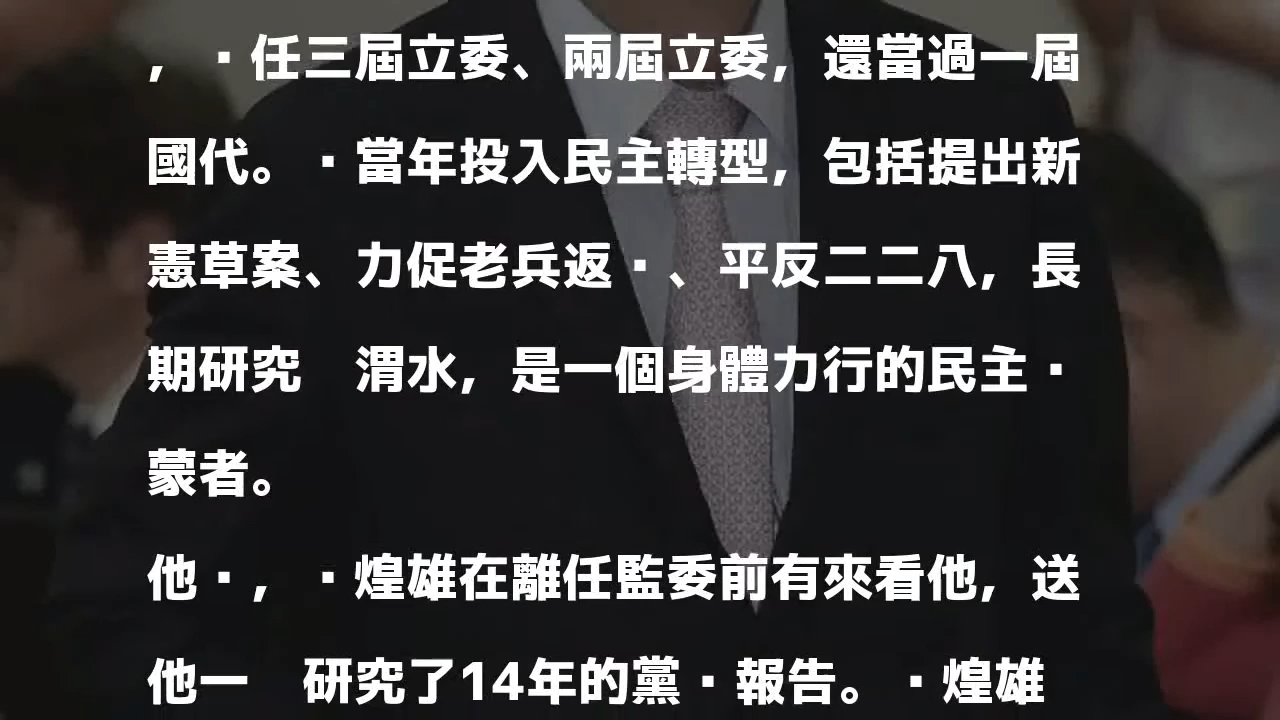 ，·任三屆立委、兩屆立委，還當過一屆
國代。·當年投入民主轉型，包括提出新
憲草案、力促老兵返·、平反二二八，長
期研究　渭水，是一個身體力行的民主·
蒙者。
他·，·煌雄在離任監委前有來看他，送
他一　研究了14年的黨·報告。·煌雄